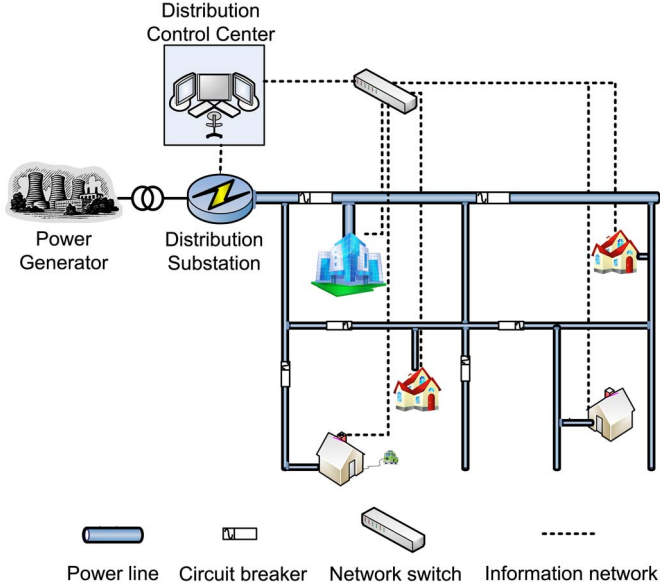 Distribution
Control Center
Power
Generator
Distribution
Substation
Power line
Circuit breaker
Network switch
Information network